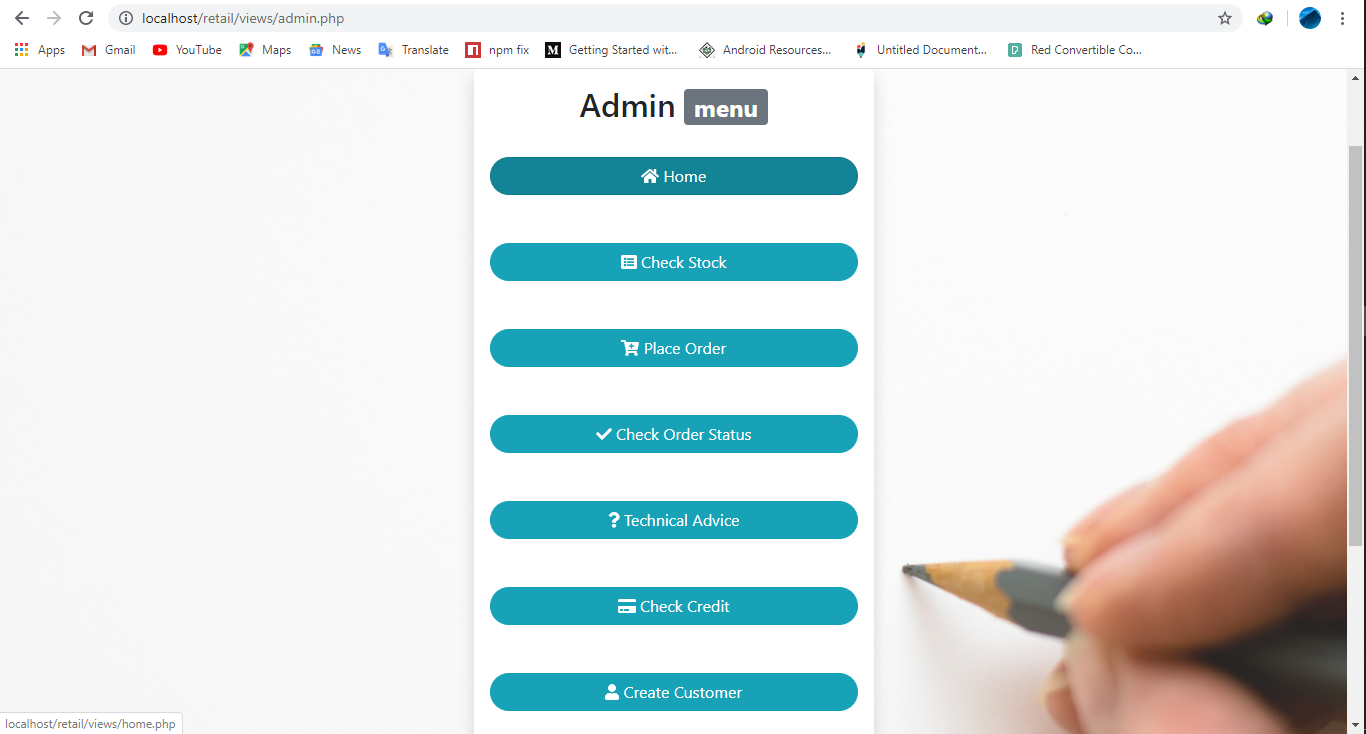 localhost/retail/views/admin.php
Apps Gmail YouTube Maps News Translate npm fix Getting Started wit... Android Resources... Untitled Document... Red Convertible Co...
Admin menu
Home
Check Stock
Place Order
Check Order Status
Technical Advice
Check Credit
Create Customer
localhost/retail/views/home.php